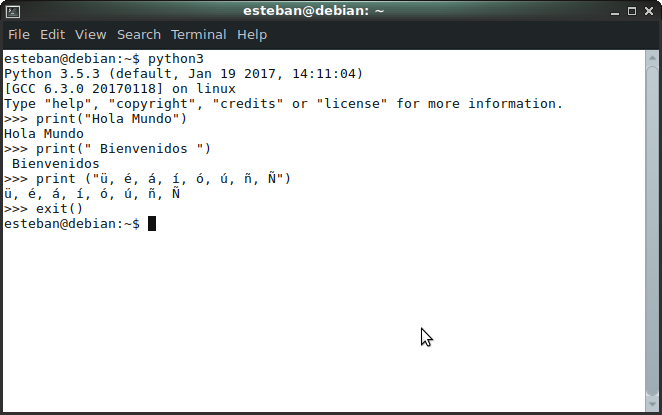 esteban@debian: ~
File Edit View Search Terminal Help
esteban@debian:~$ python3
Python 3.5.3 (default, Jan 19 2017, 14:11:04)
[GCC 6.3.0 20170118] on linux
Type "help", "copyright", "credits" or "license" for more information.
>>> print("Hola Mundo")
Hola Mundo
>>> print(" Bienvenidos ")
 Bienvenidos
>>> print ("ü, é, á, í, ó, ú, ñ, Ñ")
ü, é, á, í, ó, ú, ñ, Ñ
>>> exit()
esteban@debian:~$